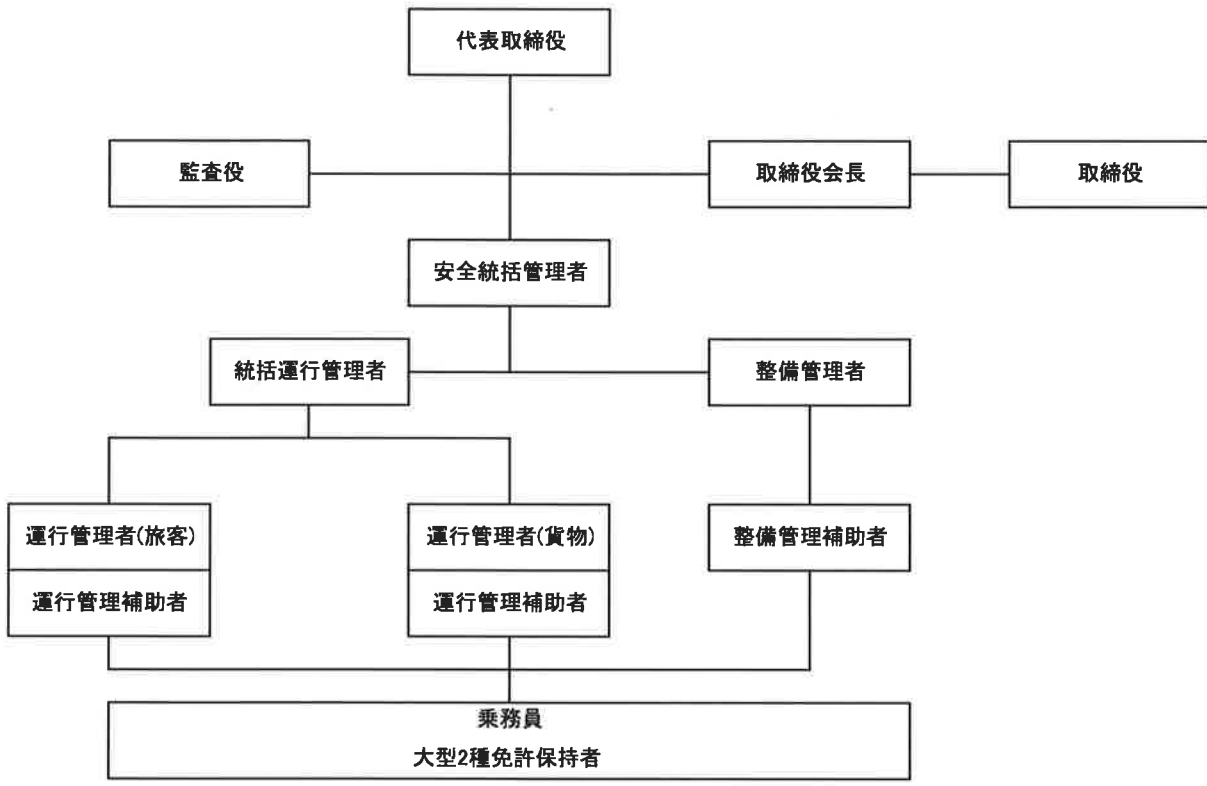 代表取締役
監査役
取締役会長
取締役
安全統括管理者
統括運行管理者
整備管理者
運行管理者(旅客)
運行管理者(貨物)
整備管理補助者
運行管理補助者
運行管理補助者
乗務員
大型2種免許保持者